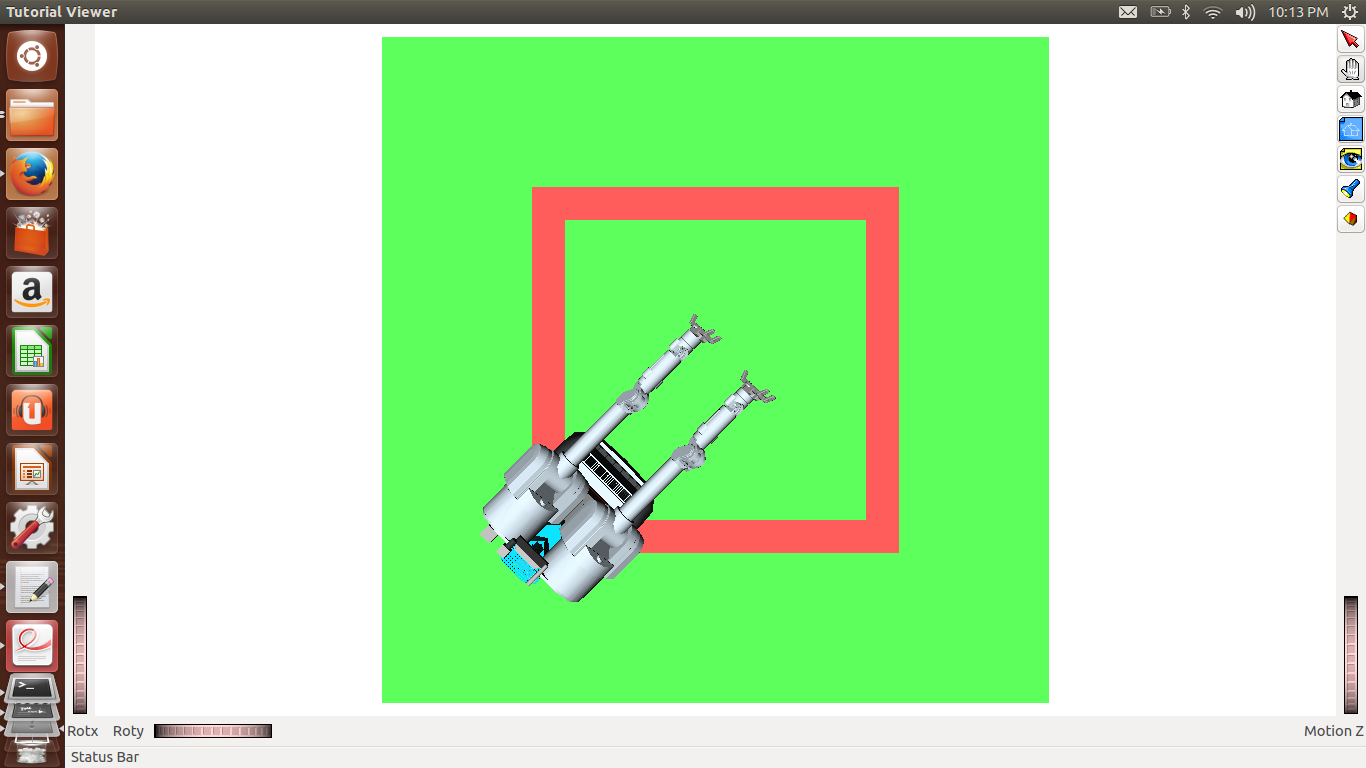 Tutorial Viewer
10:13 PM
a
Rotx Roty
Motion Z
Status Bar